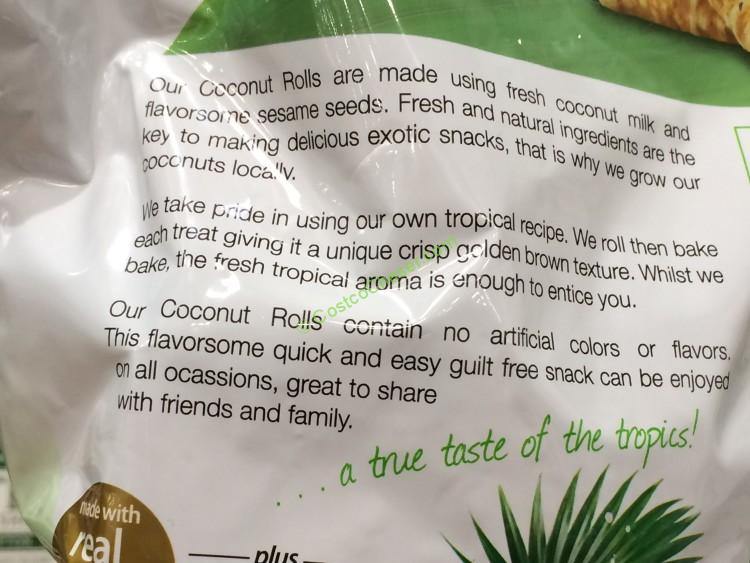 Our Coconut Rolls are made using fresh coconut milk and
flavorsome sesame seeds. Fresh and natural ingredients are the
key to making delicious exotic snacks, that is why we grow our
coconuts locally.
We take pride in using our own tropical recipe. We roll then bake
each treat giving it a unique crisp golden brown texture. Whilst we
bake, the fresh tropical aroma is enough to entice you.
Our Coconut Rolls contain no artificial colors or flavors.
This flavorsome quick and easy guilt free snack can be enjoyed
on all ocassions, great to share
with friends and family.
. . . a true taste of the tropics!
made with
real
plus